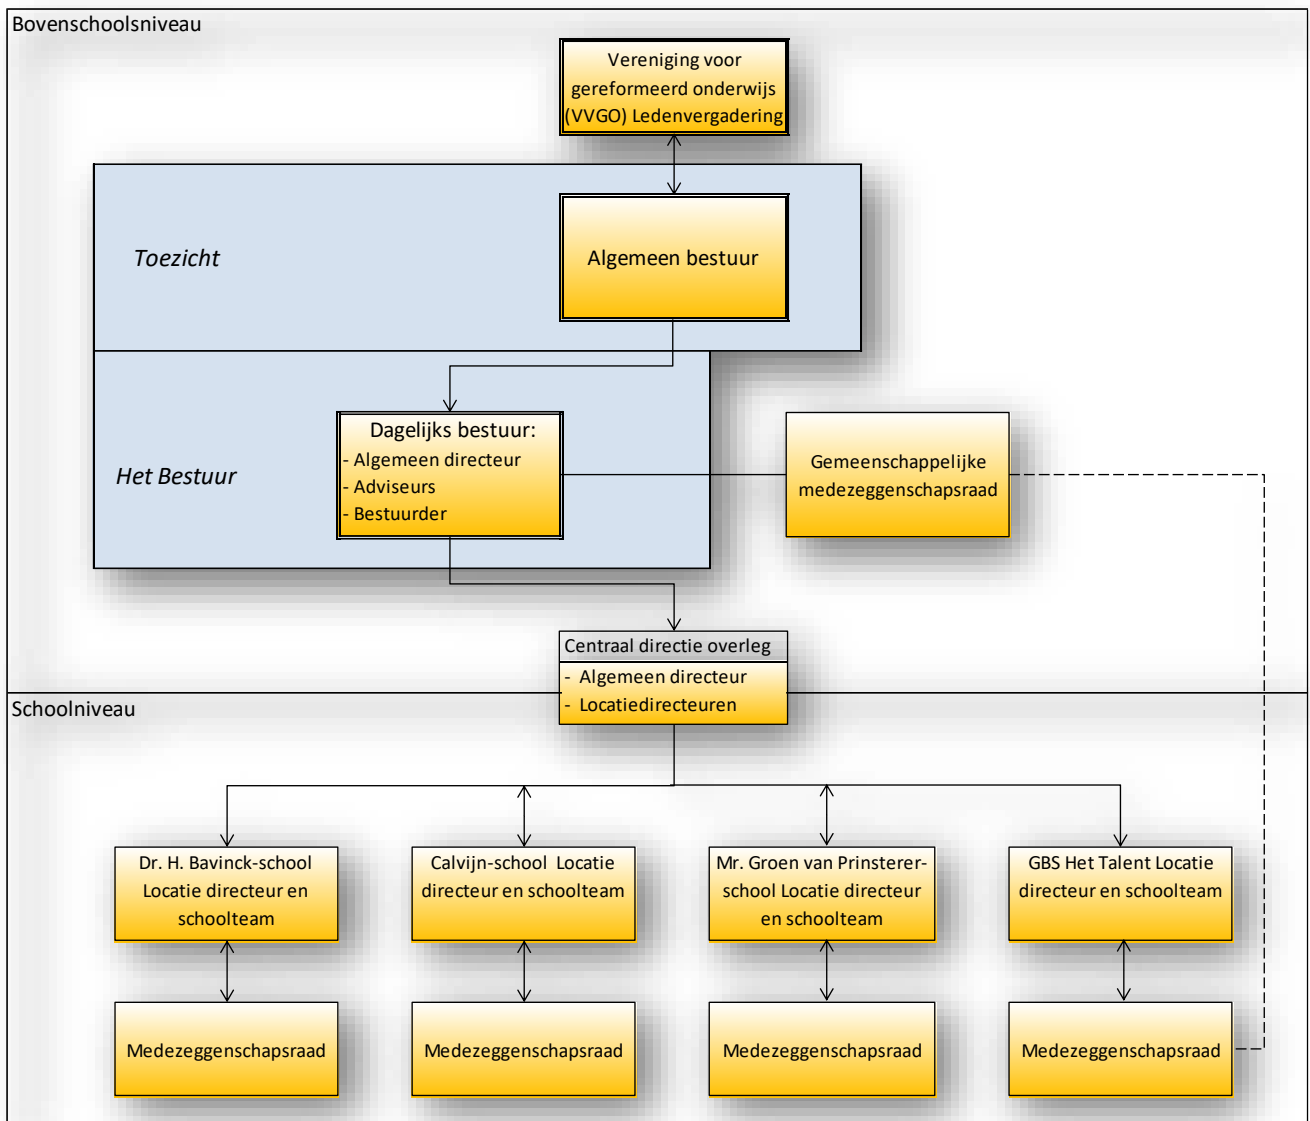 Bovenschoolsniveau
Vereniging voor
gereformeerd onderwijs
(VVGO) Ledenvergadering
Toezicht
Algemeen bestuur
Het Bestuur
Dagelijks bestuur:
- Algemeen directeur
- Adviseurs
- Bestuurder
Gemeenschappelijke
medezeggenschapsraad
Centraal directie overleg
- Algemeen directeur
- Locatiedirecteuren
Schoolniveau
Dr. H. Bavinck-school
Locatie directeur en
schoolteam
Calvijn-school Locatie
directeur en schoolteam
Mr. Groen van Prinsterer-
school Locatie directeur
en schoolteam
GBS Het Talent Locatie
directeur en schoolteam
Medezeggenschapsraad
Medezeggenschapsraad
Medezeggenschapsraad
Medezeggenschapsraad